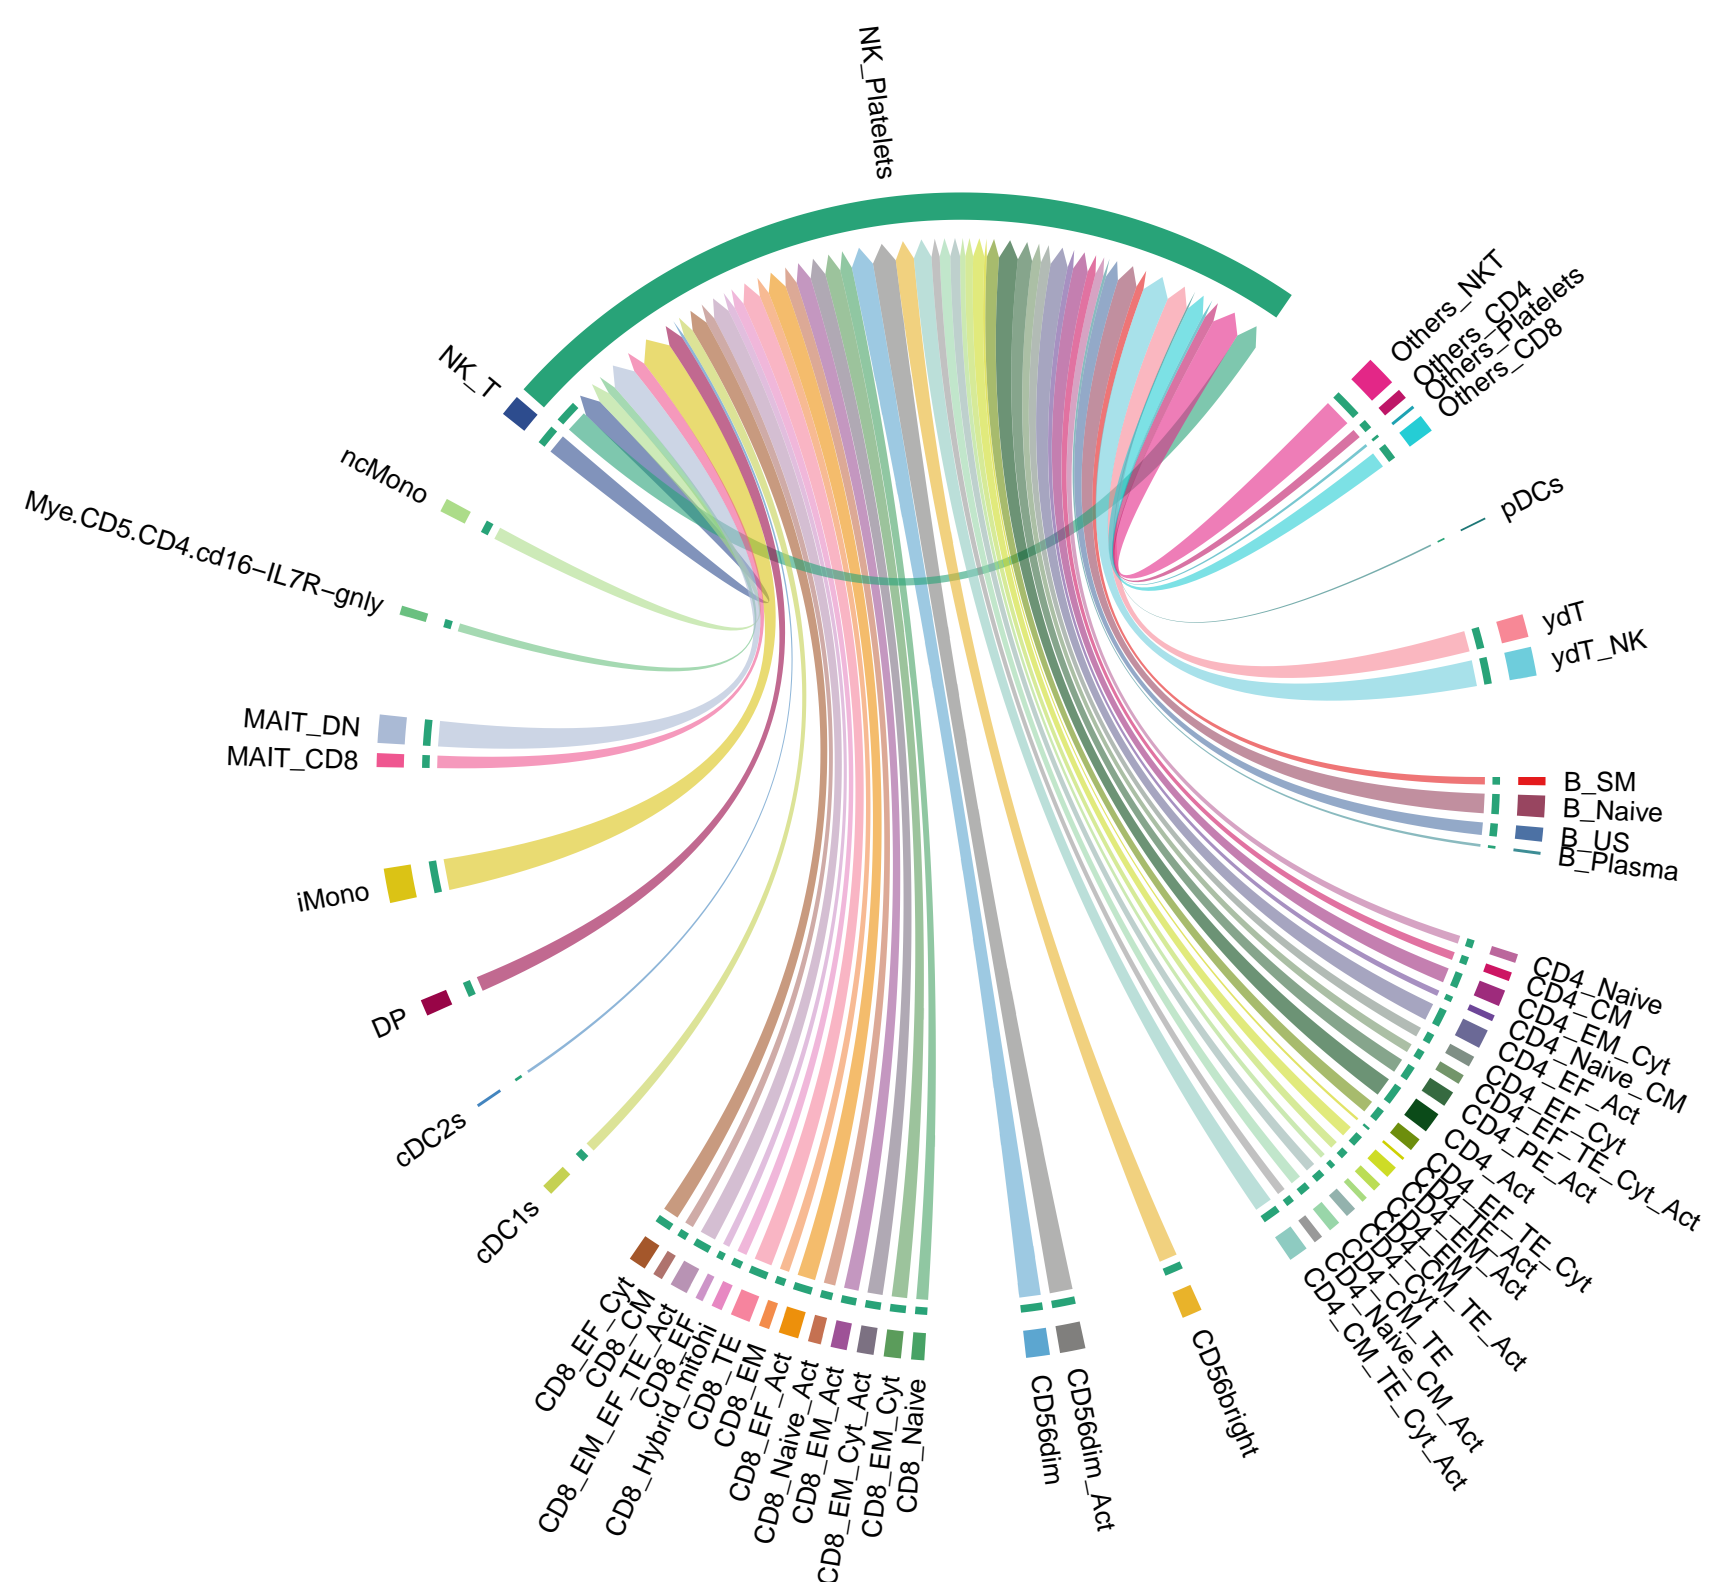 NK_Platelets
Others_NKT
Others_CD4
Others_Platelets
Others_CD8
pDCs
ydT
ydT_NK
B_SM
B_Naive
B_US
B_Plasma
CD4_Naive
CD4_CM
CD4_EM_Cyt
CD4_Naive_CM
CD4_EF_Act
CD4_EF_Cyt
CD4_EF_TE_Cyt_Act
CD4_PE_Act
CD4_Act
CD4_EF_TE_Cyt
CD4_TE_Act
CD4_EM_Act
CD4_EM
CD4_CM_TE_Act
CD4_Cyt
CD4_CM_TE
CD4_Naive_CM_Act
CD4_CM_TE_Cyt_Act
CD56bright
CD56dim_Act
CD56dim
CD8_Naive
CD8_EM_Cyt
CD8_EM_Cyt_Act
CD8_EM_Act
CD8_Naive_Act
CD8_EF_Act
CD8_EM
CD8_TE
CD8_Hybrid_mitohi
CD8_EF
CD8_EM_EF_TE_Act
CD8_CM
CD8_EF_Cyt
cDC1s
cDC2s
DP
iMono
MAIT_CD8
MAIT_DN
Mye.CD5.CD4.cd16−IL7R−gnly
ncMono
NK_T